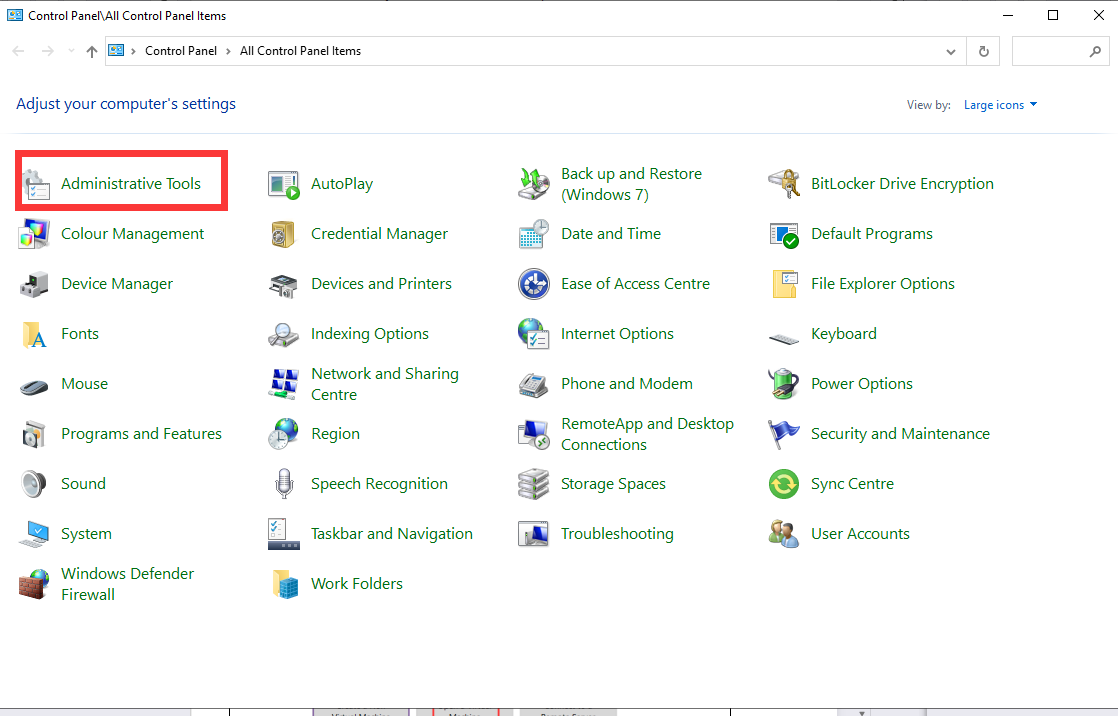 Control Panel\All Control Panel Items
Control Panel > All Control Panel Items
Adjust your computer's settings
View by: Large icons
Administrative Tools
AutoPlay
Back up and Restore
(Windows 7)
BitLocker Drive Encryption
Colour Management
Credential Manager
Date and Time
Default Programs
Device Manager
Devices and Printers
Ease of Access Centre
File Explorer Options
Fonts
Indexing Options
Internet Options
Keyboard
Mouse
Network and Sharing
Centre
Phone and Modem
Power Options
Programs and Features
Region
RemoteApp and Desktop
Connections
Security and Maintenance
Sound
Speech Recognition
Storage Spaces
Sync Centre
System
Taskbar and Navigation
Troubleshooting
User Accounts
Windows Defender
Firewall
Work Folders